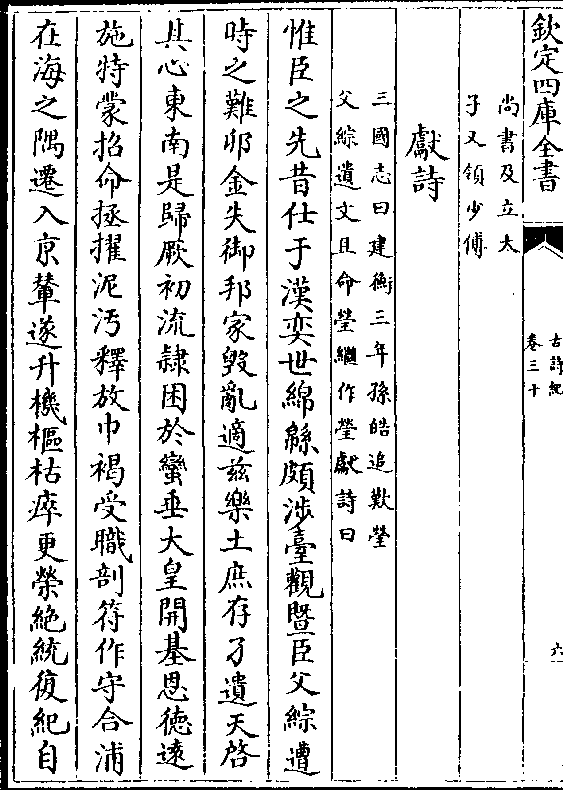 欽定四庫全書
古詩紀
卷三十
六
尚書及立太
子又領少傅
獻詩
三國志曰建衡三年孫皓追歎瑩
父綜遺文且命瑩繼作瑩獻詩曰
惟臣之先昔仕于漢奕世綿緜頗涉臺觀暨臣父綜遭
時之難卯金失御邦家毀亂適兹樂土庶存孑遺天啓
其心東南是歸厥初流隸困於蠻垂大皇開基恩徳遠
施特蒙招命拯擢泥汚釋放巾褐受職剖符作守合浦
在海之隅遷入京輦遂升機樞枯瘁更榮絶統復紀自